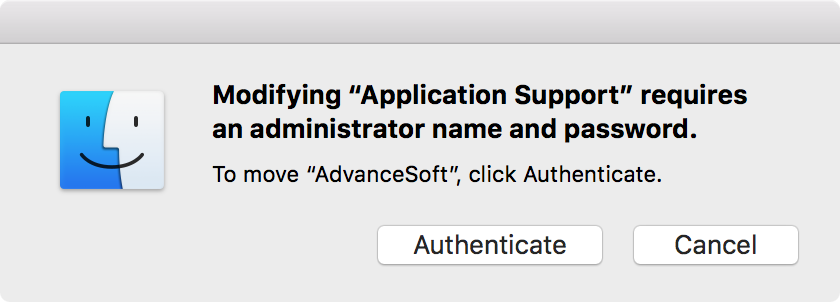 Modifying “Application Support” requires
an administrator name and password.
To move “AdvanceSoft”, click Authenticate.
Authenticate
Cancel